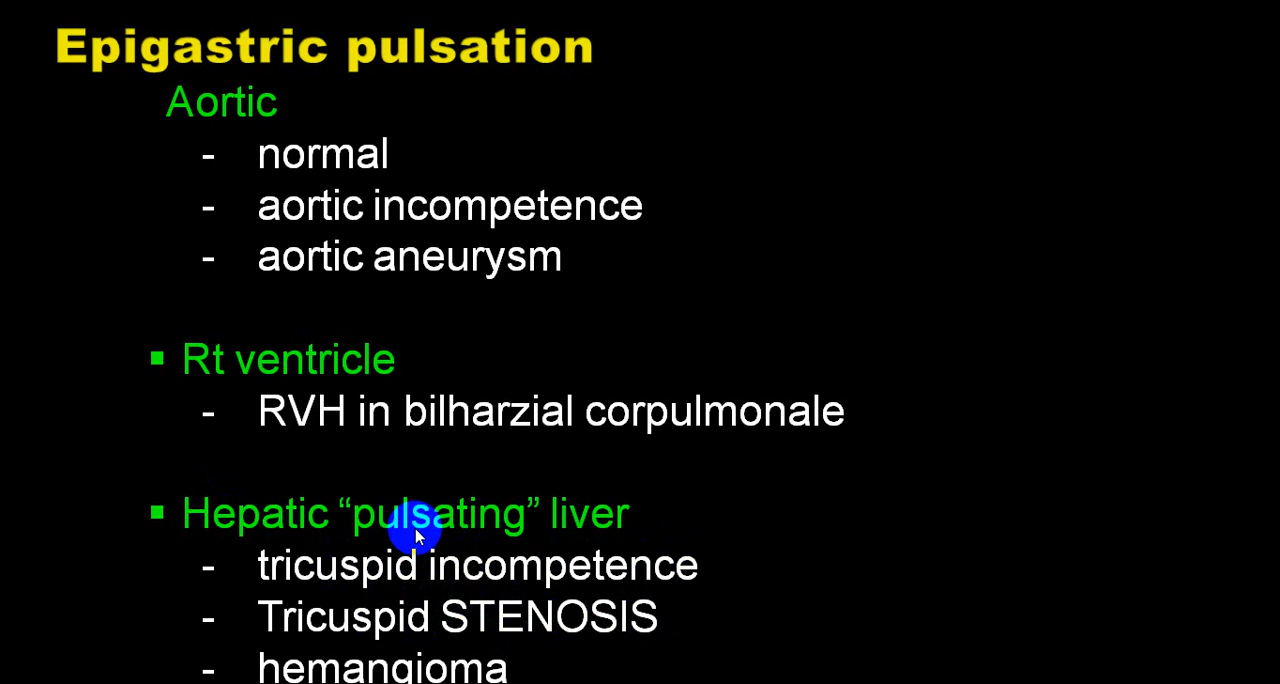 Epigastric pulsation
Aortic
- normal
- aortic incompetence
- aortic aneurysm
▪ Rt ventricle
- RVH in bilharzial corpulmonale
▪ Hepatic “pulsating” liver
- tricuspid incompetence
- Tricuspid STENOSIS
- hemangioma